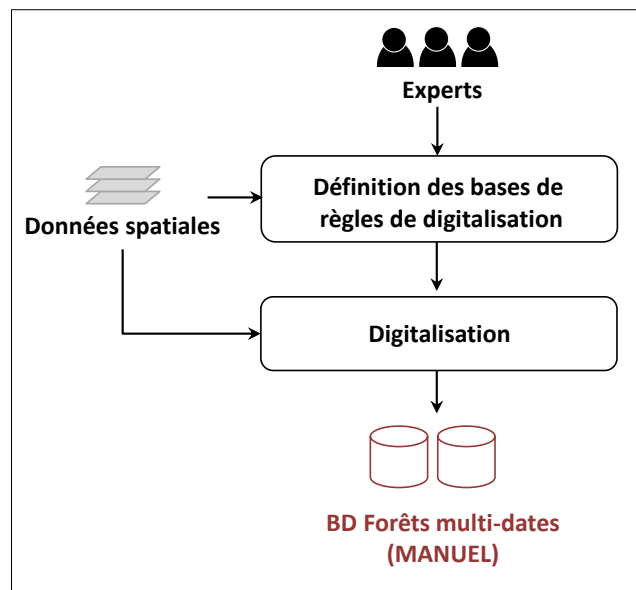 Experts
Définition des bases de
règles de digitalisation
Données spatiales
Digitalisation
BD Forêts multi-dates
(MANUEL)